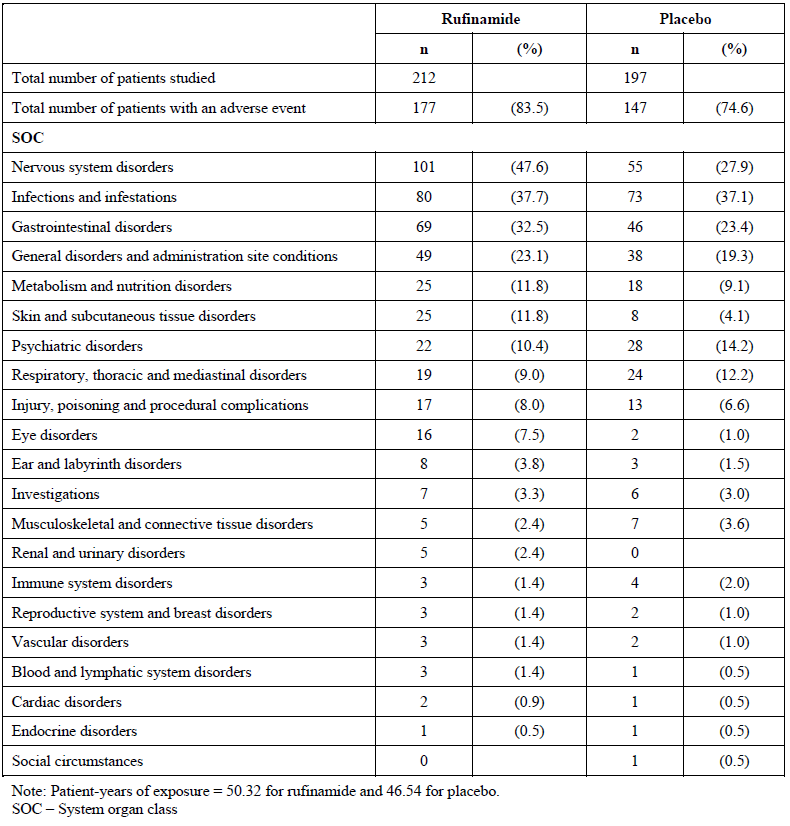 Rufinamide Placebo
n (%) n (%)
Total number of patients studied 212 197
Total number of patients with an adverse event 177 (83.5) 147 (74.6)
SOC
Nervous system disorders 101 (47.6) 55 (27.9)
Infections and infestations 80 (37.7) 73 (37.1)
Gastrointestinal disorders 69 (32.5) 46 (23.4)
General disorders and administration site conditions 49 (23.1) 38 (19.3)
Metabolism and nutrition disorders 25 (11.8) 18 (9.1)
Skin and subcutaneous tissue disorders 25 (11.8) 8 (4.1)
Psychiatric disorders 22 (10.4) 28 (14.2)
Respiratory, thoracic and mediastinal disorders 19 (9.0) 24 (12.2)
Injury, poisoning and procedural complications 17 (8.0) 13 (6.6)
Eye disorders 16 (7.5) 2 (1.0)
Ear and labyrinth disorders 8 (3.8) 3 (1.5)
Investigations 7 (3.3) 6 (3.0)
Musculoskeletal and connective tissue disorders 5 (2.4) 7 (3.6)
Renal and urinary disorders 5 (2.4) 0
Immune system disorders 3 (1.4) 4 (2.0)
Reproductive system and breast disorders 3 (1.4) 2 (1.0)
Vascular disorders 3 (1.4) 2 (1.0)
Blood and lymphatic system disorders 3 (1.4) 1 (0.5)
Cardiac disorders 2 (0.9) 1 (0.5)
Endocrine disorders 1 (0.5) 1 (0.5)
Social circumstances 0 1 (0.5)
Note: Patient-years of exposure = 50.32 for rufinamide and 46.54 for placebo.
SOC – System organ class